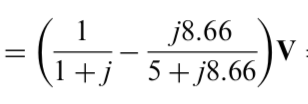 = (1/(1 + j) − j8.66/(5 + j8.66)) V =